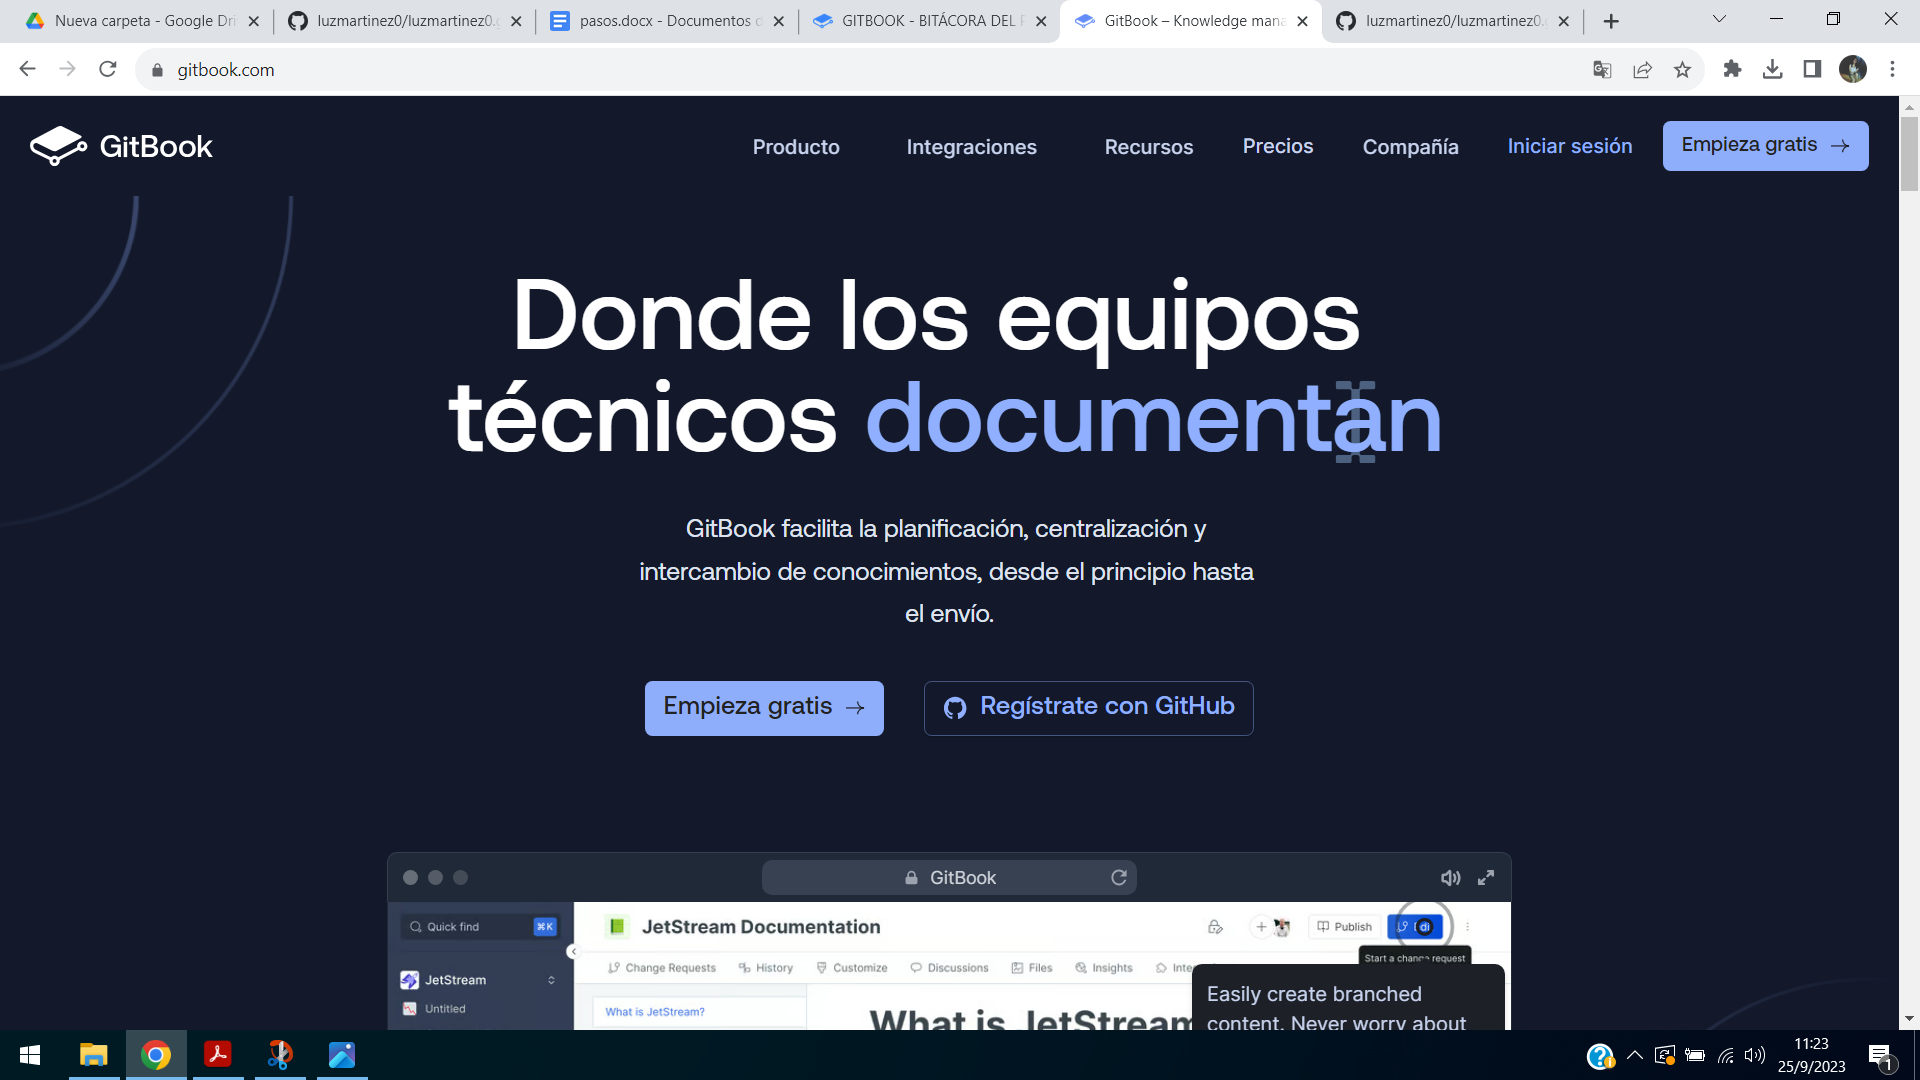 Nueva carpeta - Google Dri
luzmartinez0/luzmartinez0.
pasos.docx - Documentos d
GITBOOK - BITÁCORA DEL P
GitBook – Knowledge mana
luzmartinez0/luzmartinez0.
gitbook.com
GitBook
Producto
Integraciones
Recursos
Precios
Compañía
Iniciar sesión
Empieza gratis →
Donde los equipos
técnicos documentan
GitBook facilita la planificación, centralización y
intercambio de conocimientos, desde el principio hasta
el envío.
Empieza gratis →
Regístrate con GitHub
GitBook
Quick find
⌘K
JetStream Documentation
Publish
Start a change request
Change Requests
History
Customize
Discussions
Files
Insights
JetStream
Untitled
What is JetStream?
What is JetStream
Easily create branched
content. Never worry about
11:23
25/9/2023
1